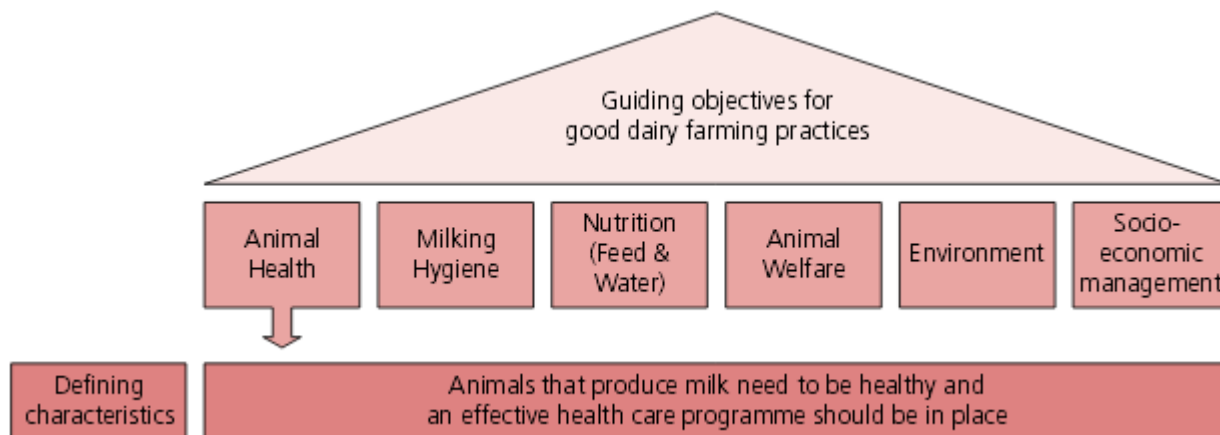 Guiding objectives for
good dairy farming practices
Animal
Health
Milking
Hygiene
Nutrition
(Feed &
Water)
Animal
Welfare
Environment
Socio-
economic
management
Defining
characteristics
Animals that produce milk need to be healthy and
an effective health care programme should be in place